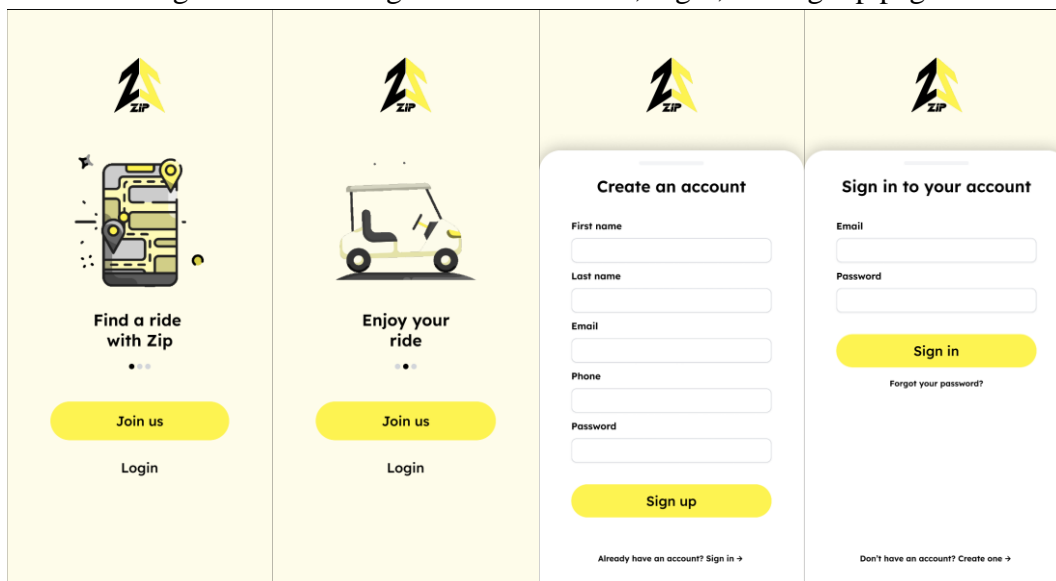 ZiP
Find a ride
with Zip
Join us
Login
ZiP
Enjoy your
ride
Join us
Login
ZiP
Create an account
First name
Last name
Email
Phone
Password
Sign up
Already have an account? Sign in →
ZiP
Sign in to your account
Email
Password
Sign in
Forgot your password?
Don't have an account? Create one →